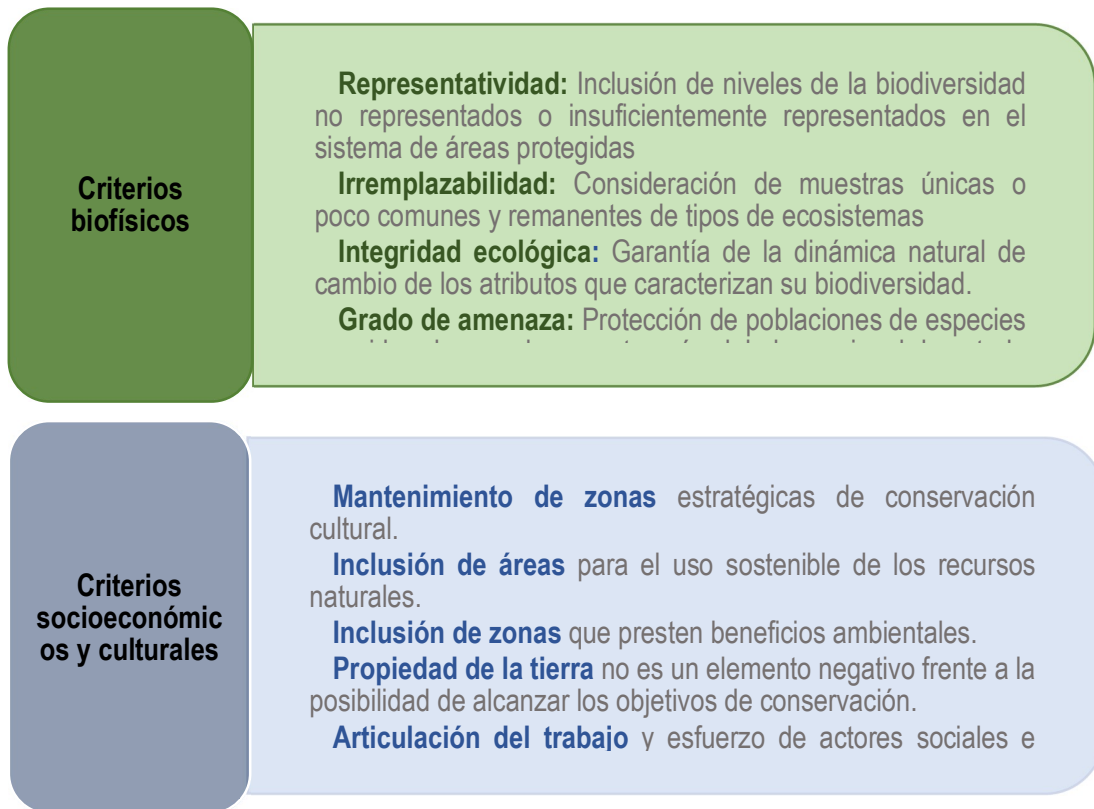 Criterios
biofísicos
Representatividad: Inclusión de niveles de la biodiversidad
no representados o insuficientemente representados en el
sistema de áreas protegidas
Irremplazabilidad: Consideración de muestras únicas o
poco comunes y remanentes de tipos de ecosistemas
Integridad ecológica: Garantía de la dinámica natural de
cambio de los atributos que caracterizan su biodiversidad.
Grado de amenaza: Protección de poblaciones de especies
Criterios
socioeconómic
os y culturales
Mantenimiento de zonas estratégicas de conservación
cultural.
Inclusión de áreas para el uso sostenible de los recursos
naturales.
Inclusión de zonas que presten beneficios ambientales.
Propiedad de la tierra no es un elemento negativo frente a la
posibilidad de alcanzar los objetivos de conservación.
Articulación del trabajo y esfuerzo de actores sociales e